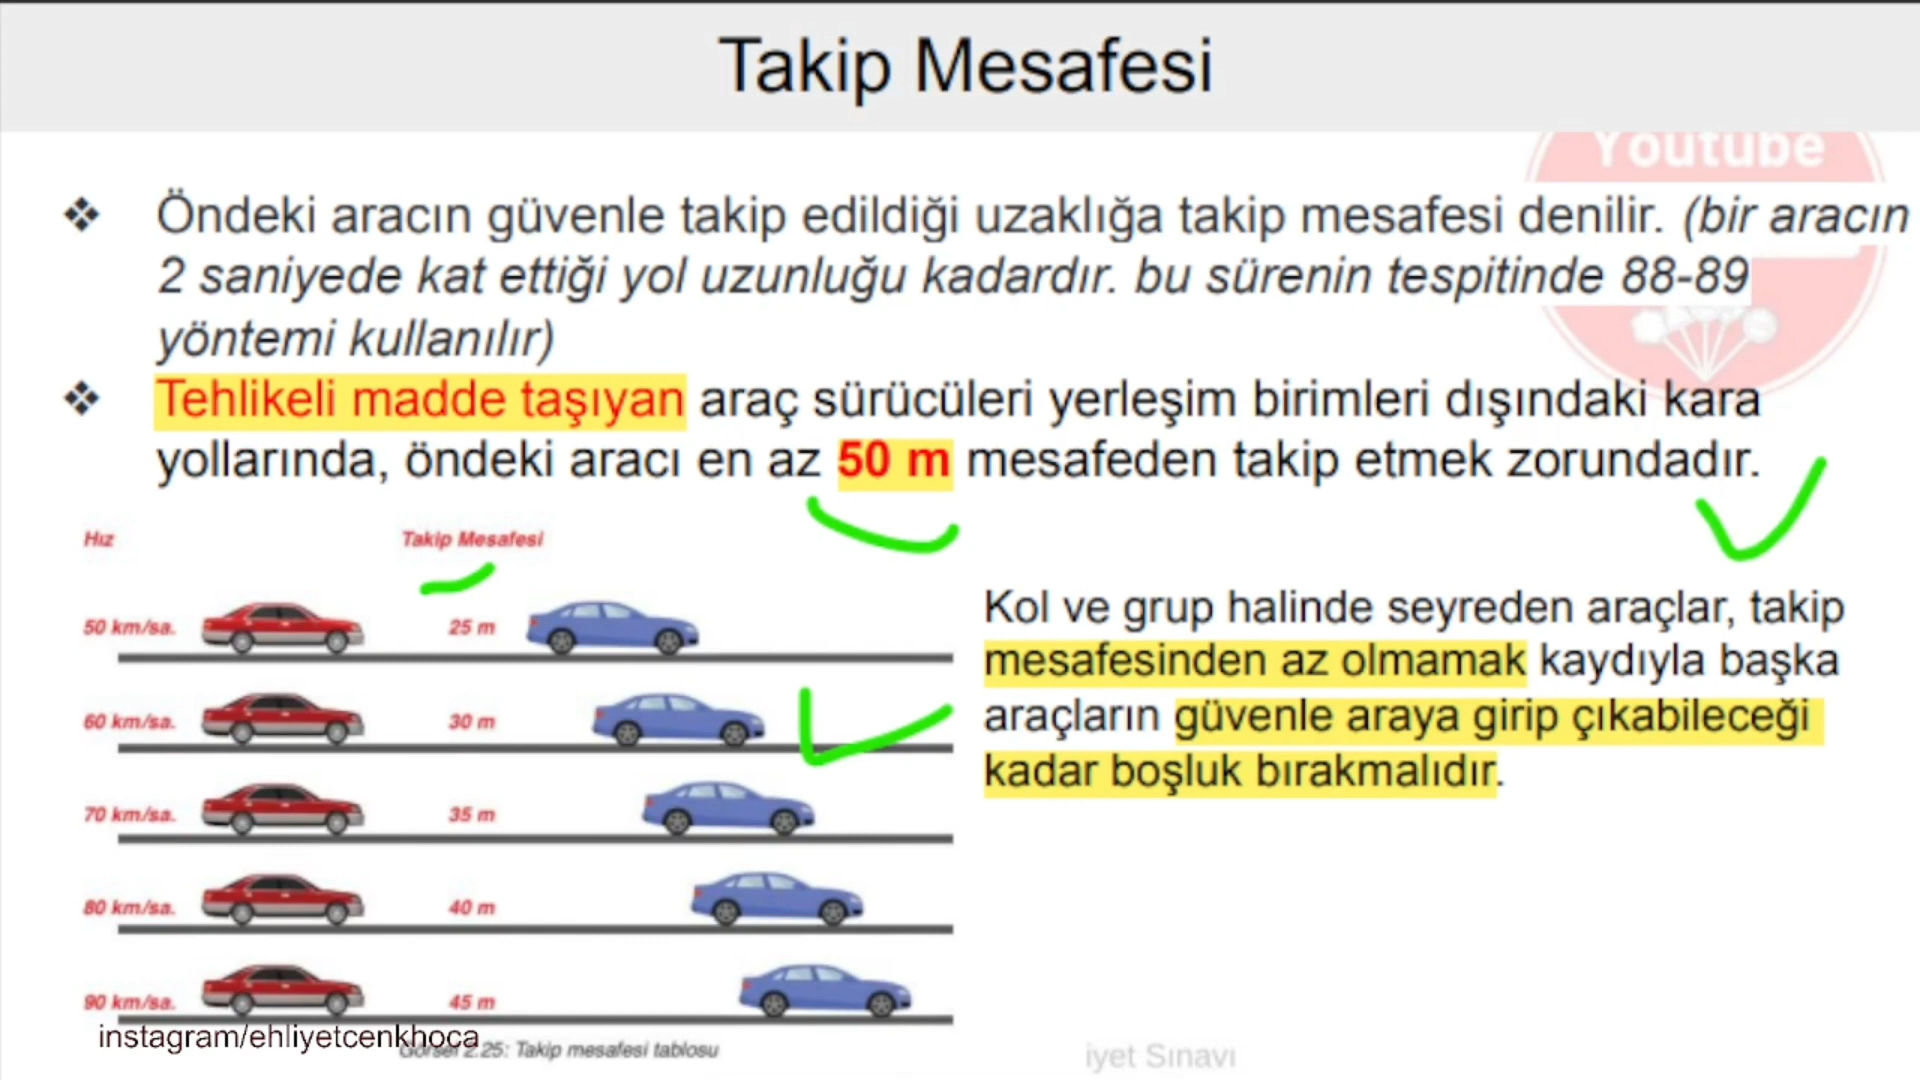 Takip Mesafesi
Youtube
❖ Öndeki aracın güvenle takip edildiği uzaklığa takip mesafesi denilir. (bir aracın
2 saniyede kat ettiği yol uzunluğu kadardır. bu sürenin tespitinde 88-89
yöntemi kullanılır)
❖ Tehlikeli madde taşıyan araç sürücüleri yerleşim birimleri dışındaki kara
yollarında, öndeki aracı en az 50 m mesafeden takip etmek zorundadır.
Hız Takip Mesafesi
50 km/sa. 25 m
60 km/sa. 30 m
70 km/sa. 35 m
80 km/sa. 40 m
90 km/sa. 45 m
Görsel 2.25: Takip mesafesi tablosu
Kol ve grup halinde seyreden araçlar, takip
mesafesinden az olmamak kaydıyla başka
araçların güvenle araya girip çıkabileceği
kadar boşluk bırakmalıdır.
instagram/ehliyetcenkhoca
iyet Sınavı